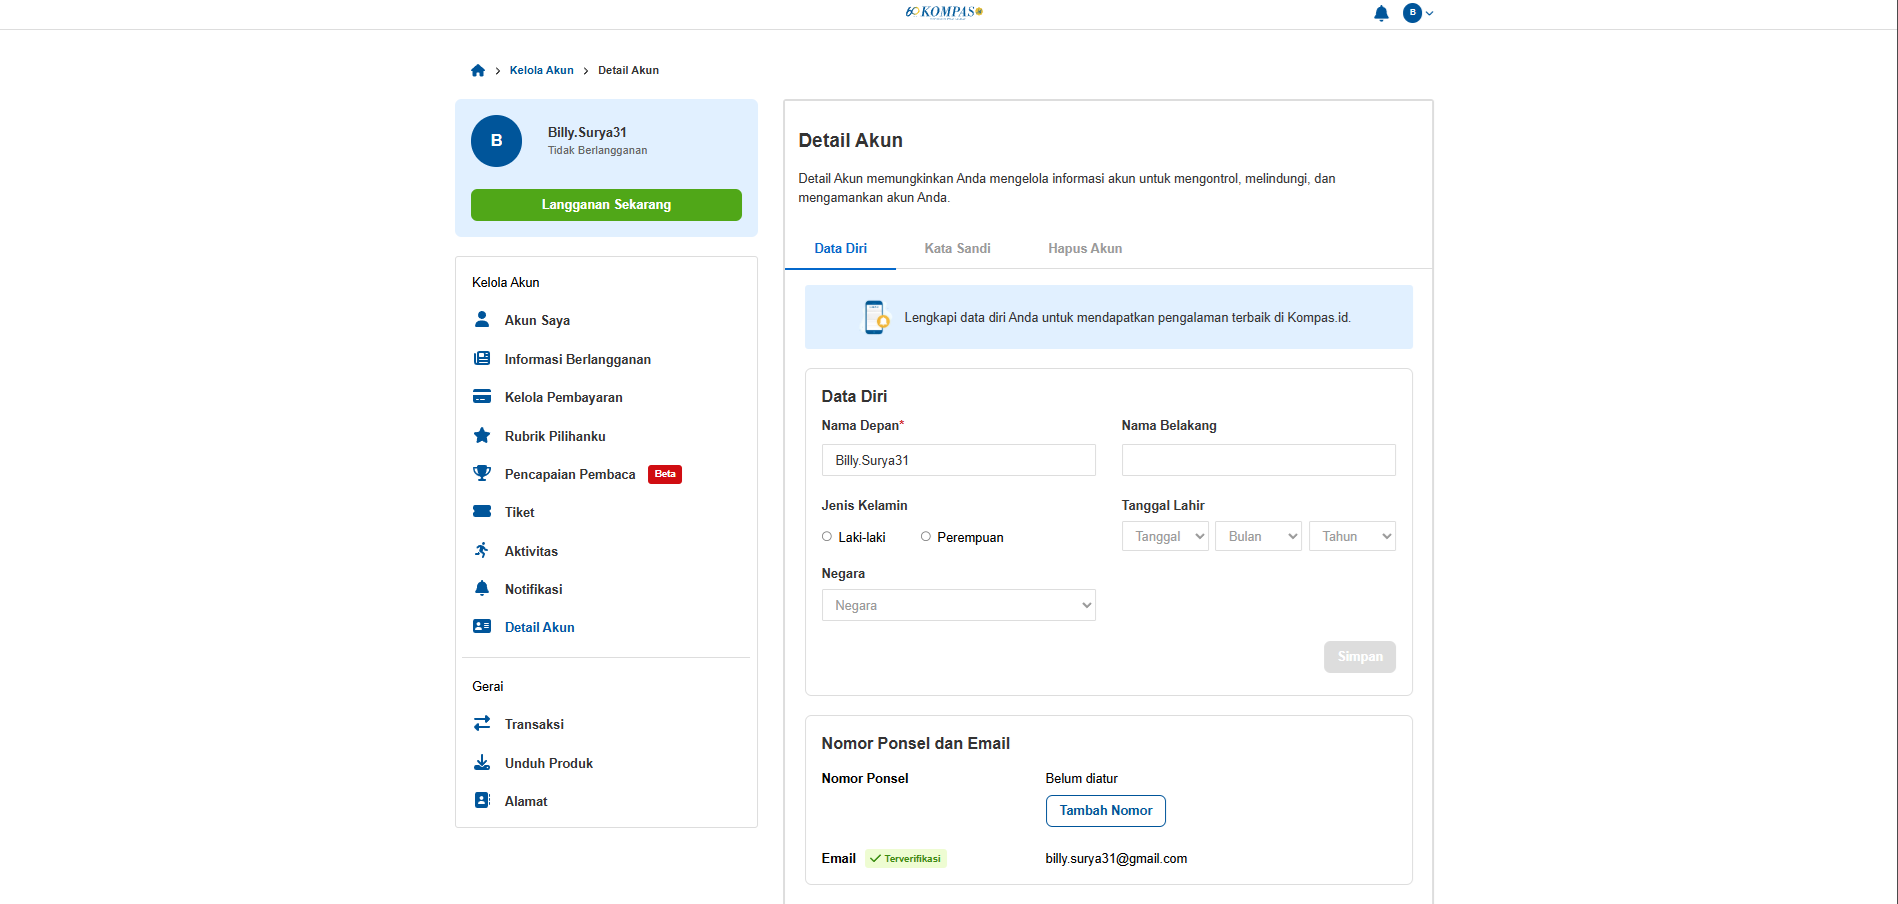 KOMPAS
B
Kelola Akun
Detail Akun
B
Billy.Surya31
Tidak Berlangganan
Langganan Sekarang
Kelola Akun
Akun Saya
Informasi Berlangganan
Kelola Pembayaran
Rubrik Pilihanku
Pencapaian Pembaca Beta
Tiket
Aktivitas
Notifikasi
Detail Akun
Gerai
Transaksi
Unduh Produk
Alamat
Detail Akun
Detail Akun memungkinkan Anda mengelola informasi akun untuk mengontrol, melindungi, dan
mengamankan akun Anda.
Data Diri Kata Sandi Hapus Akun
Lengkapi data diri Anda untuk mendapatkan pengalaman terbaik di Kompas.id.
Data Diri
Nama Depan* Nama Belakang
Billy.Surya31
Jenis Kelamin Tanggal Lahir
Laki-laki Perempuan Tanggal Bulan Tahun
Negara
Negara
Simpan
Nomor Ponsel dan Email
Nomor Ponsel Belum diatur
Tambah Nomor
Email Terverifikasi billy.surya31@gmail.com